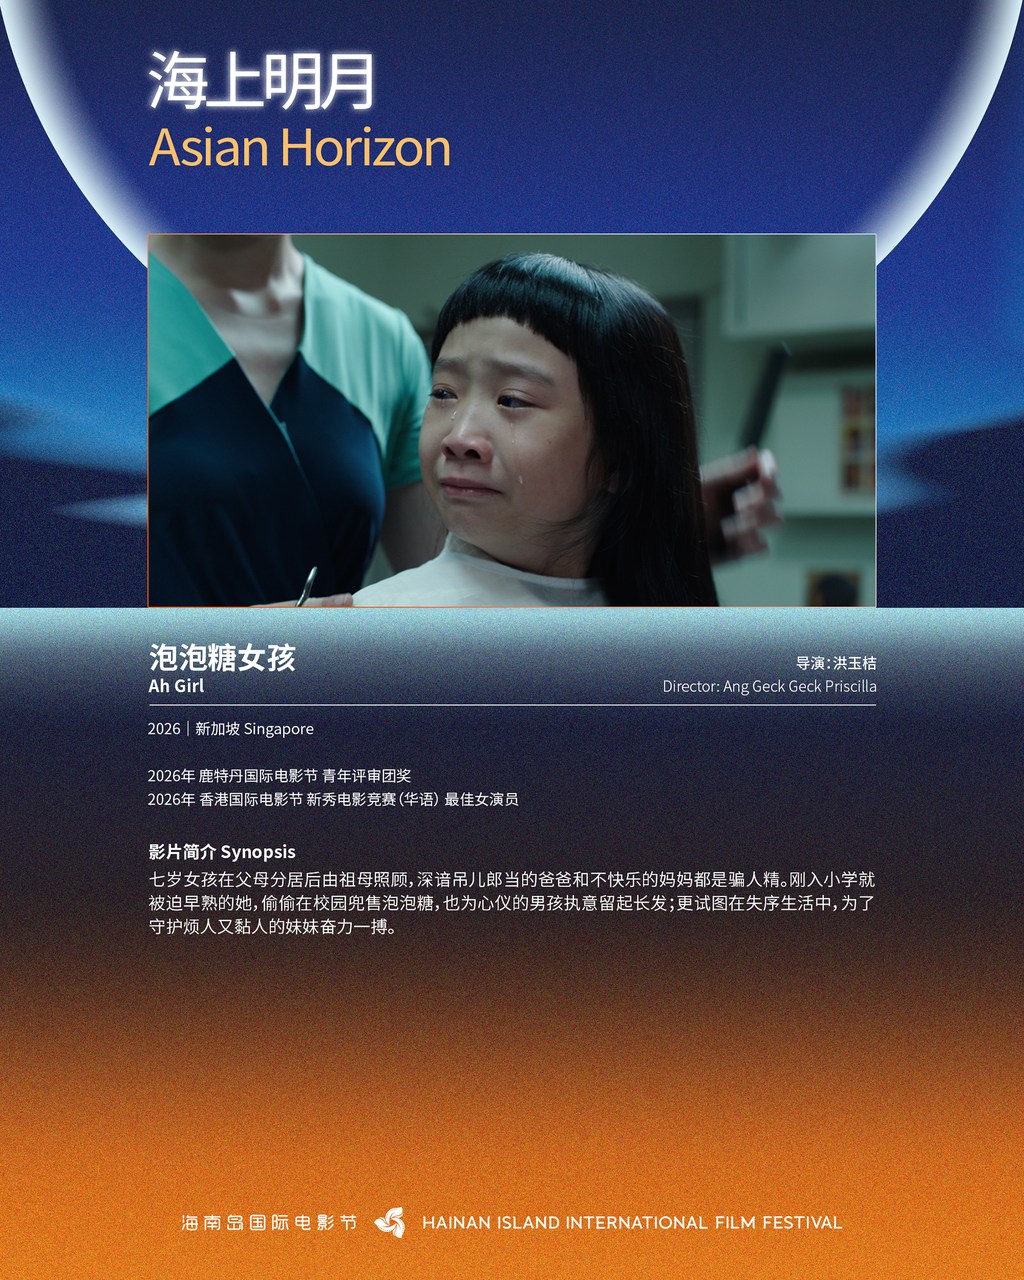 海上明月
Asian Horizon
泡泡糖女孩
Ah Girl
导演：洪玉桔
Director: Ang Geck Geck Priscilla
2026｜新加坡 Singapore
2026年 鹿特丹国际电影节 青年评审团奖
2026年 香港国际电影节 新秀电影竞赛（华语） 最佳女演员
影片简介 Synopsis
七岁女孩在父母分居后由祖母照顾，深谙吊儿郎当的爸爸和不快乐的妈妈都是骗人精。刚入小学就
被迫早熟的她，偷偷在校园兜售泡泡糖，也为心仪的男孩执意留起长发；更试图在失序生活中，为了
守护烦人又黏人的妹妹奋力一搏。
海南岛国际电影节 HAINAN ISLAND INTERNATIONAL FILM FESTIVAL